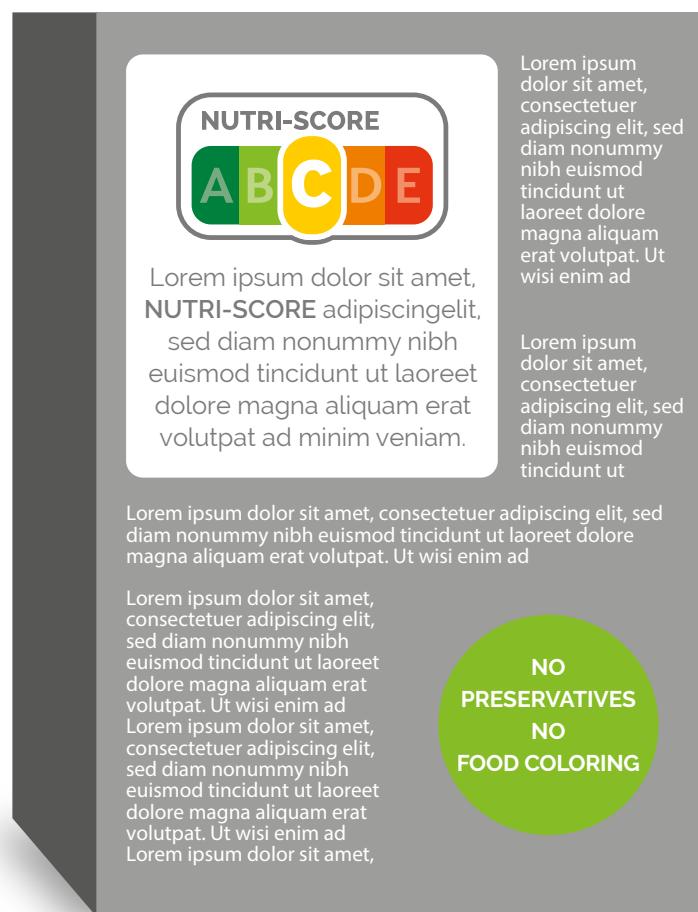 NUTRI-SCORE
A B C D E
Lorem ipsum dolor sit amet,
NUTRI-SCORE adipiscingelit,
sed diam nonummy nibh
euismod tincidunt ut laoreet
dolore magna aliquam erat
volutpat ad minim veniam.
Lorem ipsum
dolor sit amet,
consectetuer
adipiscing elit, sed
diam nonummy
nibh euismod
tincidunt ut
laoreet dolore
magna aliquam
erat volutpat. Ut
wisi enim ad
Lorem ipsum
dolor sit amet,
consectetuer
adipiscing elit, sed
diam nonummy
nibh euismod
tincidunt ut
Lorem ipsum dolor sit amet, consectetuer adipiscing elit, sed
diam nonummy nibh euismod tincidunt ut laoreet dolore
magna aliquam erat volutpat. Ut wisi enim ad
Lorem ipsum dolor sit amet,
consectetuer adipiscing elit,
sed diam nonummy nibh
euismod tincidunt ut laoreet
dolore magna aliquam erat
volutpat. Ut wisi enim ad
Lorem ipsum dolor sit amet,
consectetuer adipiscing elit,
sed diam nonummy nibh
euismod tincidunt ut laoreet
dolore magna aliquam erat
volutpat. Ut wisi enim ad
Lorem ipsum dolor sit amet,
NO
PRESERVATIVES
NO
FOOD COLORING